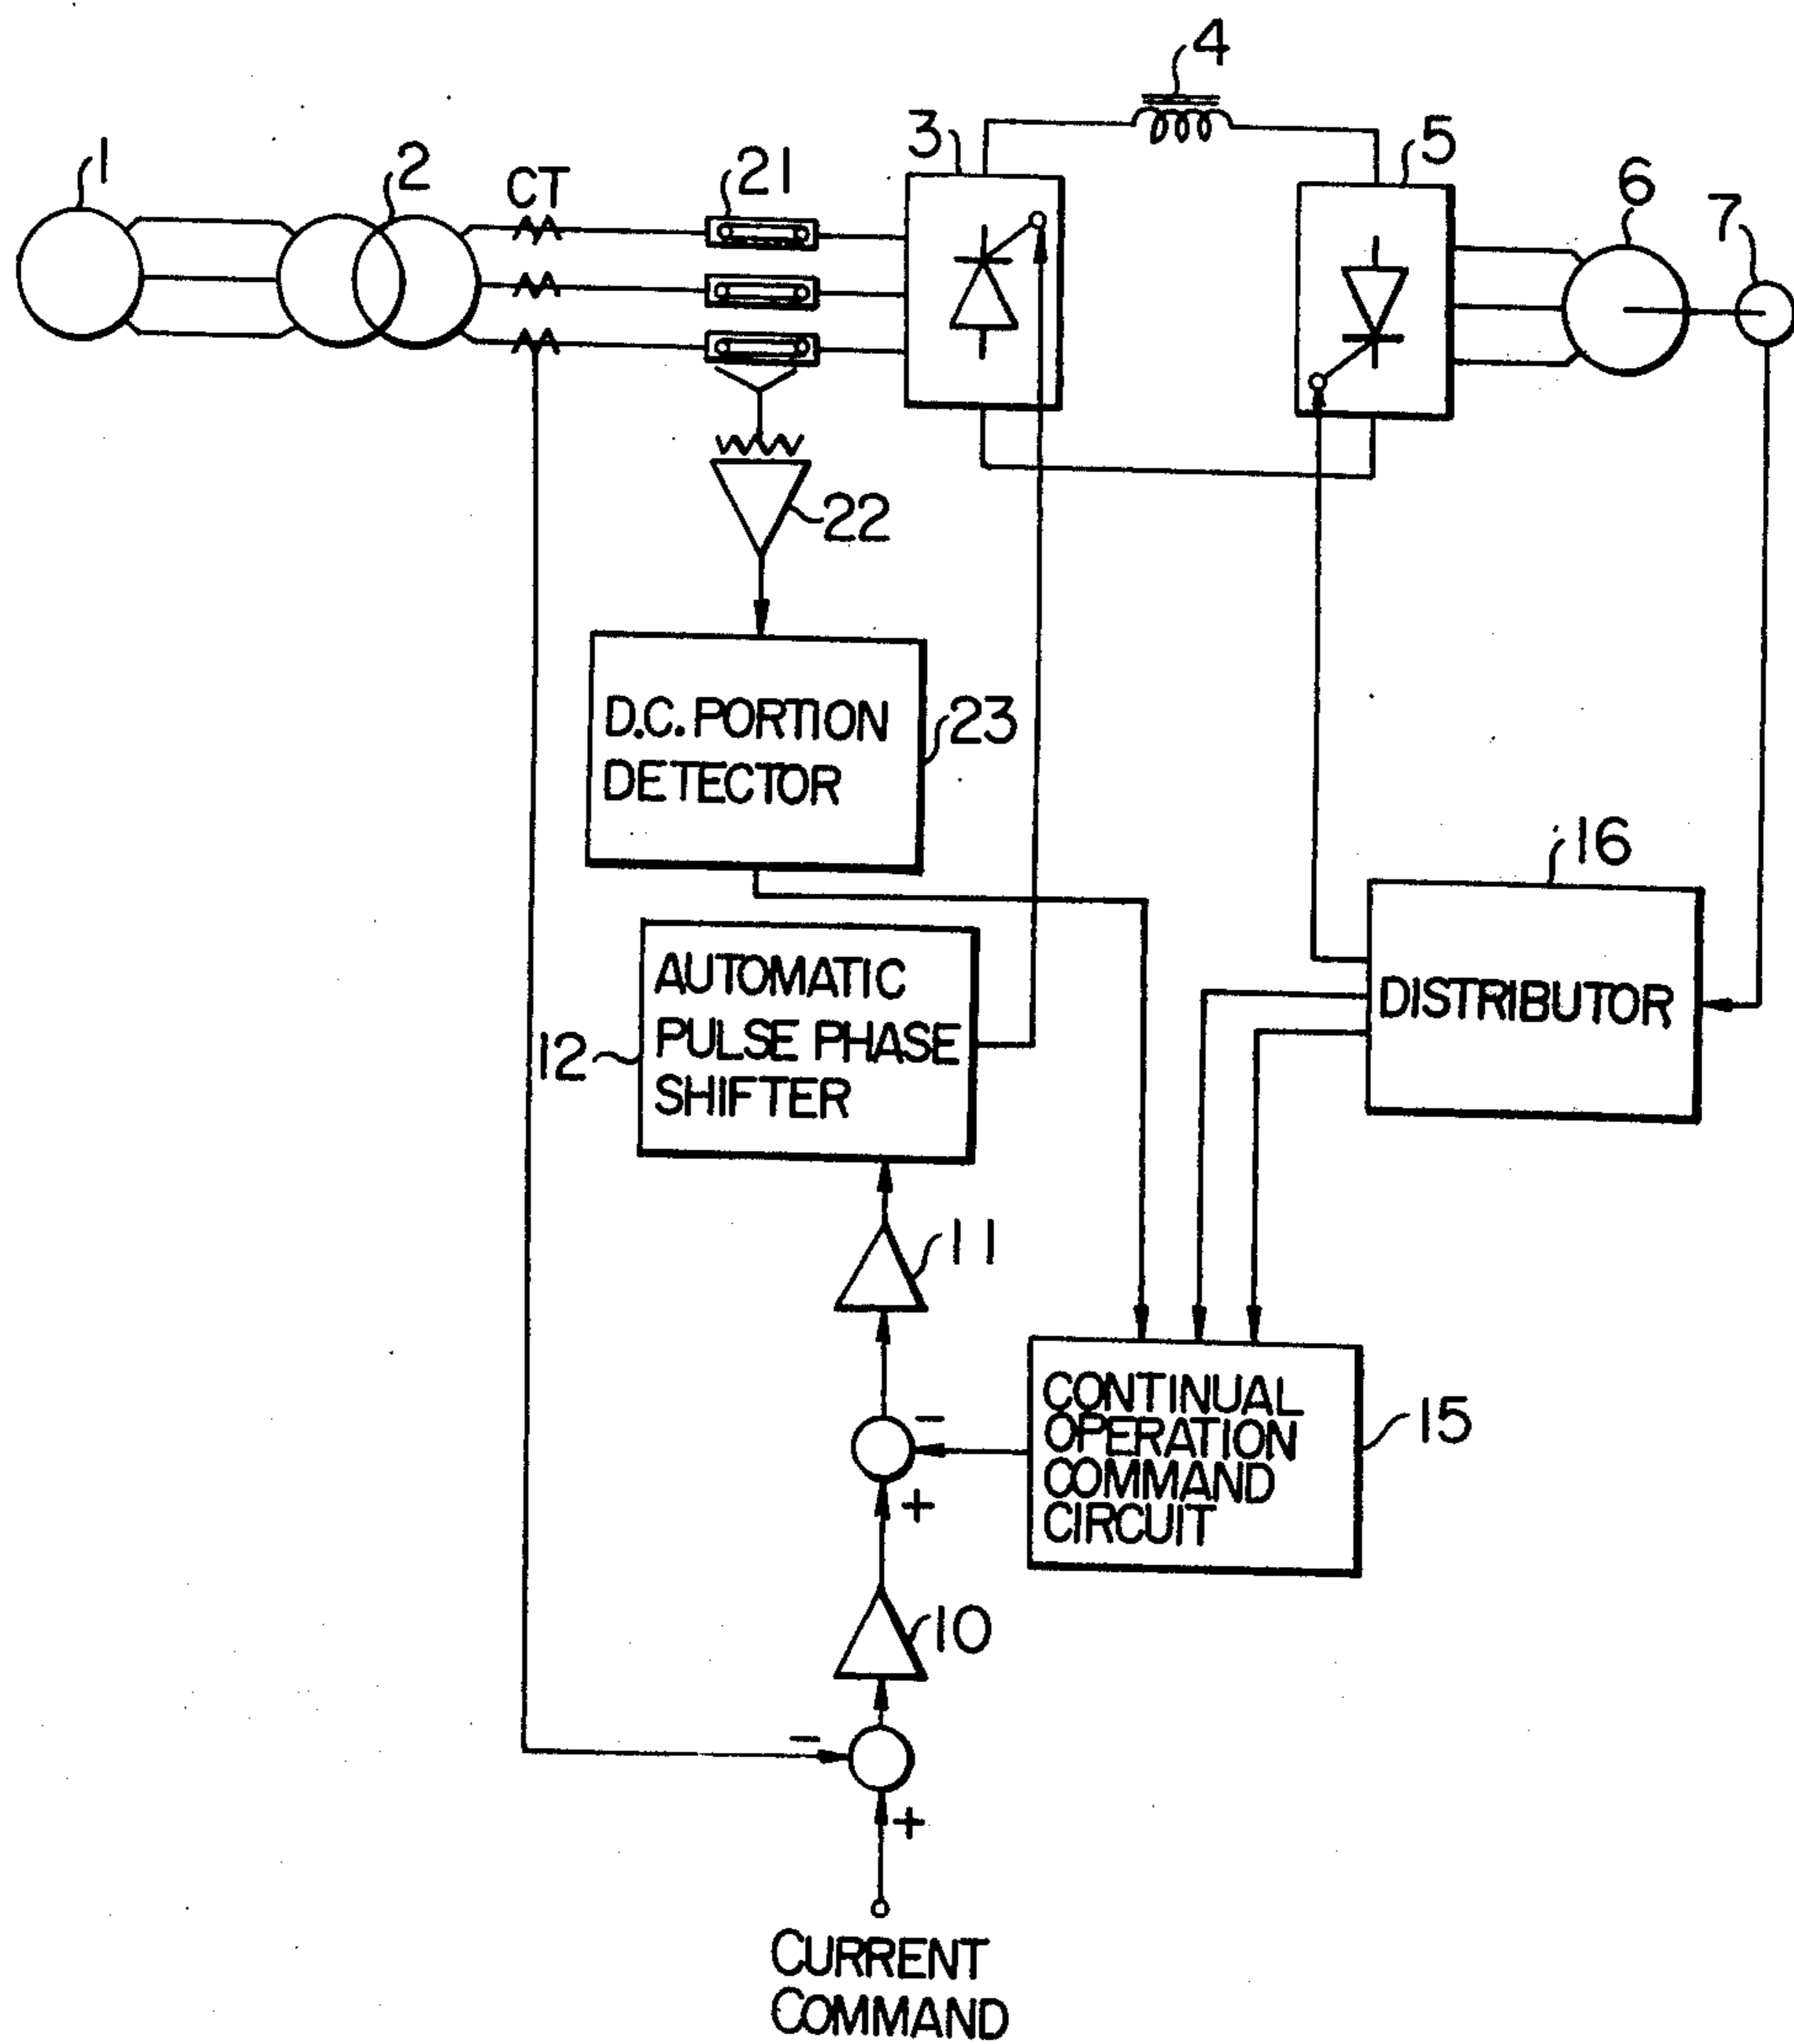 4
3
5
1
2
CT
21
6
7
22
D.C. PORTION
DETECTOR
23
16
AUTOMATIC
PULSE PHASE
SHIFTER
12
DISTRIBUTOR
11
CONTINUAL
OPERATION
COMMAND
CIRCUIT
15
-
+
10
-
+
CURRENT
COMMAND